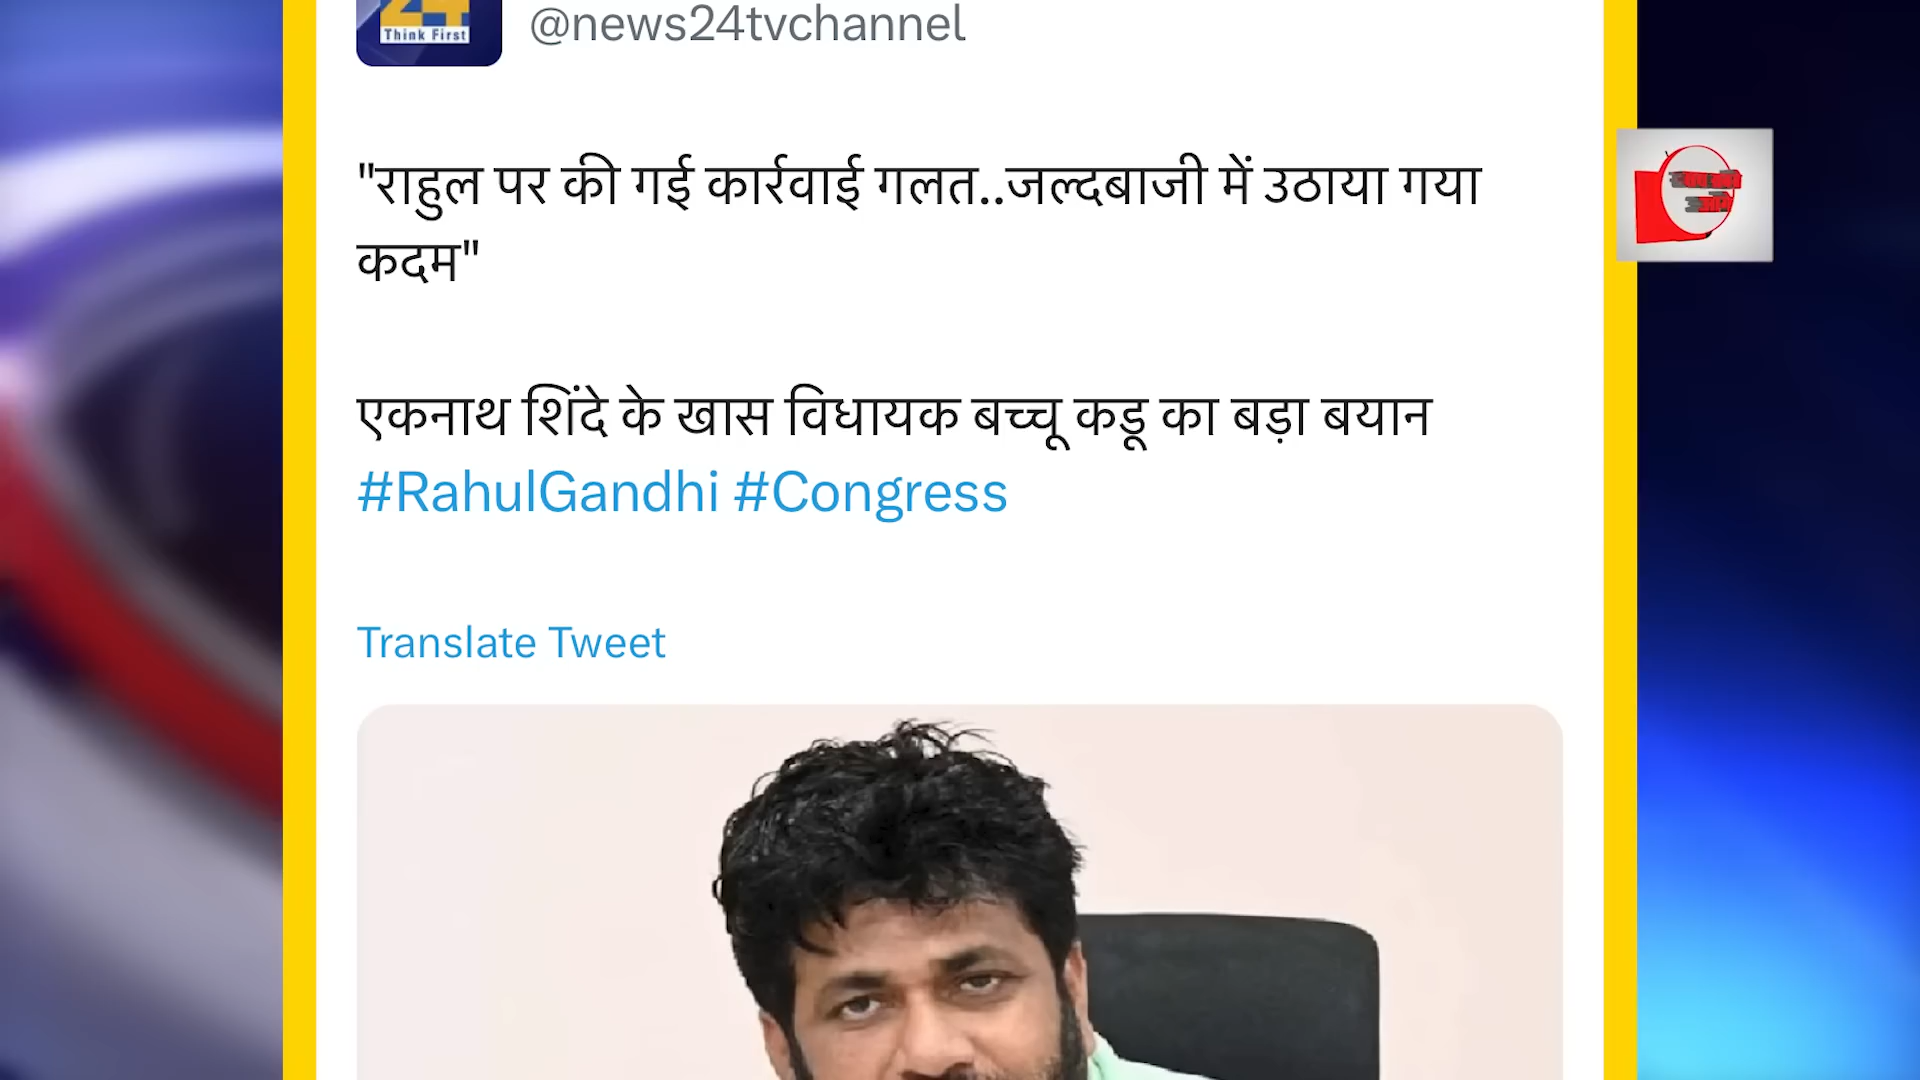 24
Think First
@news24tvchannel
"राहुल पर की गई कार्रवाई गलत..जल्दबाजी में उठाया गया
कदम"
एकनाथ शिंदे के खास विधायक बच्चू कडू का बड़ा बयान
#RahulGandhi #Congress
Translate Tweet